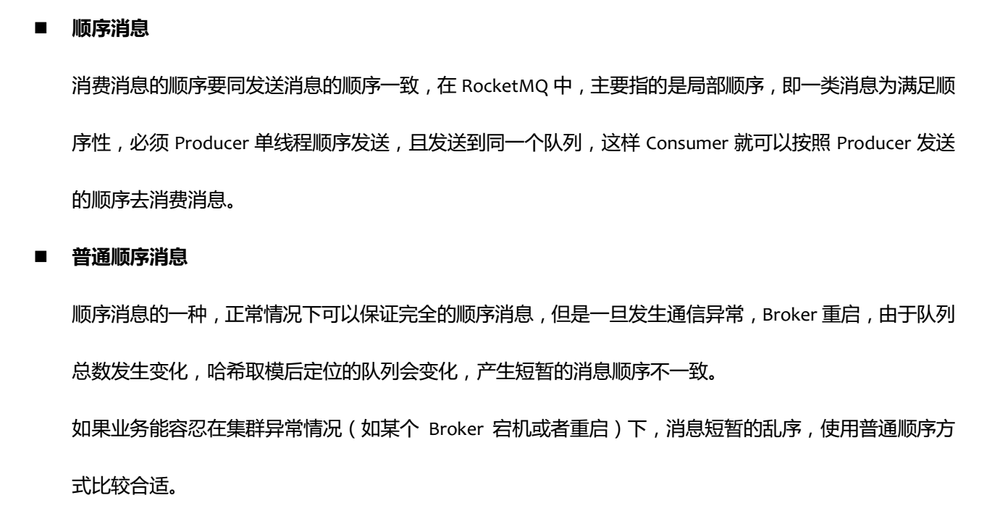 ■ 顺序消息
消费消息的顺序要同发送消息的顺序一致，在 RocketMQ 中，主要指的是局部顺序，即一类消息为满足顺
序性，必须 Producer 单线程顺序发送，且发送到同一个队列，这样 Consumer 就可以按照 Producer 发送
的顺序去消费消息。
■ 普通顺序消息
顺序消息的一种，正常情况下可以保证完全的顺序消息，但是一旦发生通信异常，Broker 重启，由于队列
总数发生变化，哈希取模后定位的队列会变化，产生短暂的消息顺序不一致。
如果业务能容忍在集群异常情况（如某个 Broker 宕机或者重启）下，消息短暂的乱序，使用普通顺序方
式比较合适。